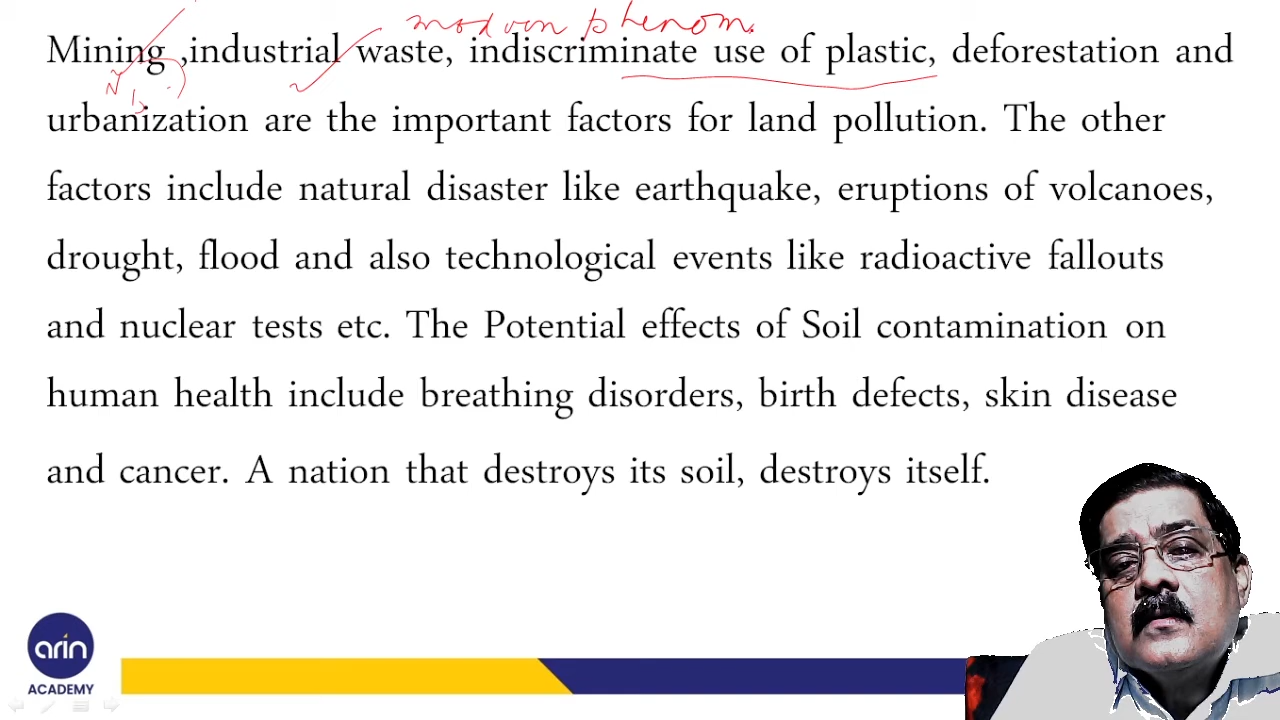 modern phenom.
Mining ,industrial waste, indiscriminate use of plastic, deforestation and
urbanization are the important factors for land pollution. The other
factors include natural disaster like earthquake, eruptions of volcanoes,
drought, flood and also technological events like radioactive fallouts
and nuclear tests etc. The Potential effects of Soil contamination on
human health include breathing disorders, birth defects, skin disease
and cancer. A nation that destroys its soil, destroys itself.
arin
ACADEMY